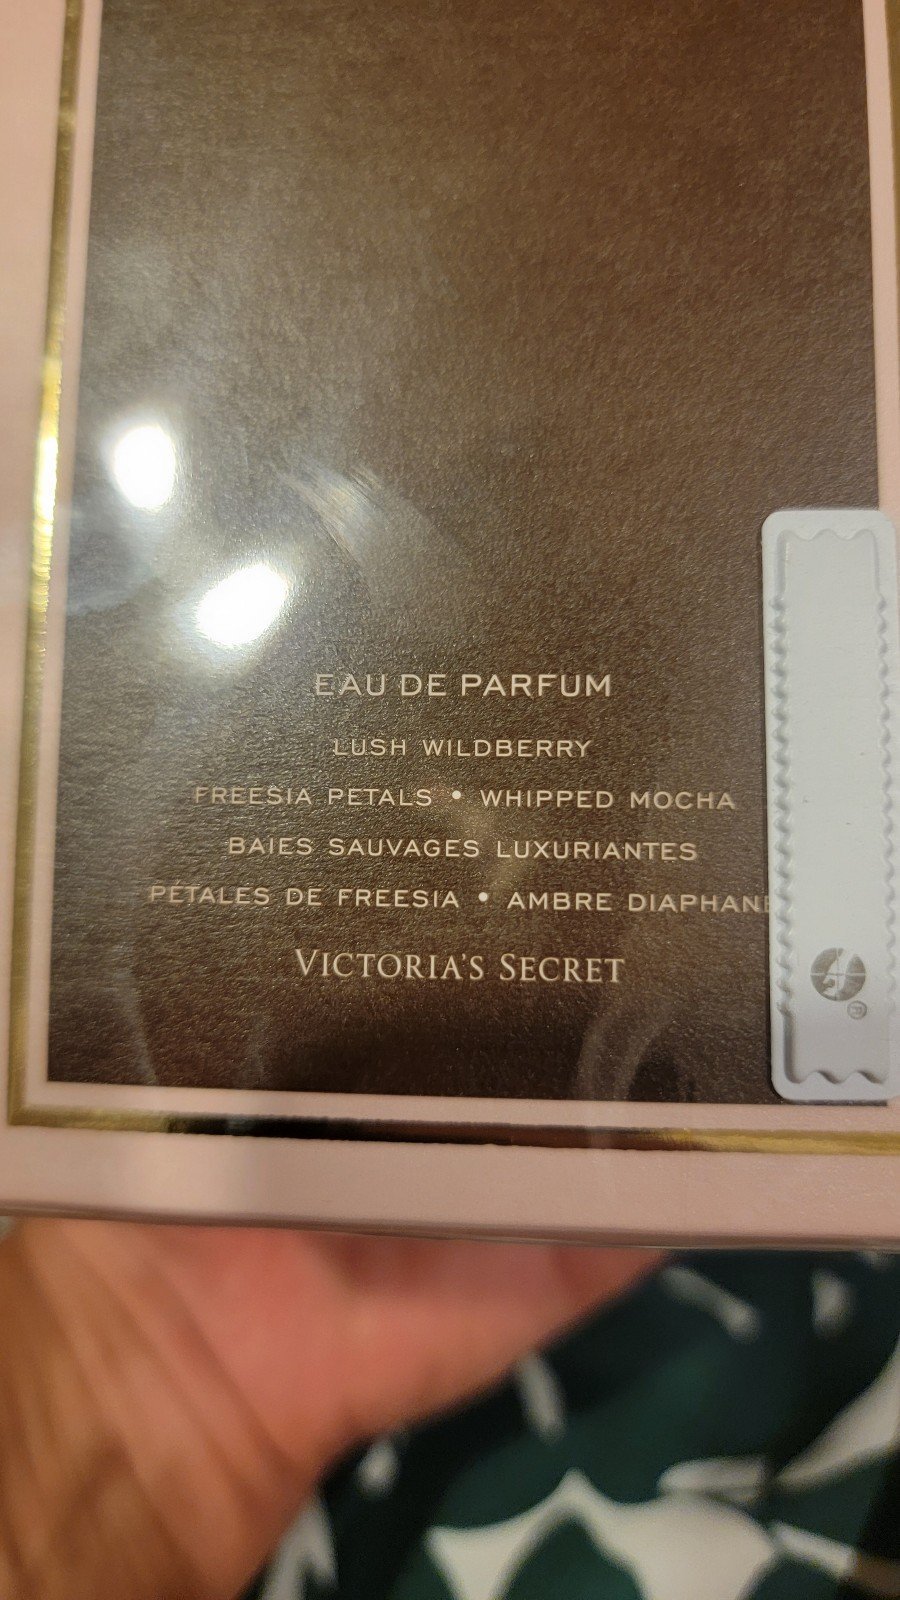 EAU DE PARFUM
LUSH WILDBERRY
FREESIA PETALS • WHIPPED MOCHA
BAIES SAUVAGES LUXURIANTES
PÉTALES DE FREESIA • AMBRE DIAPHANE
VICTORIA'S SECRET
®